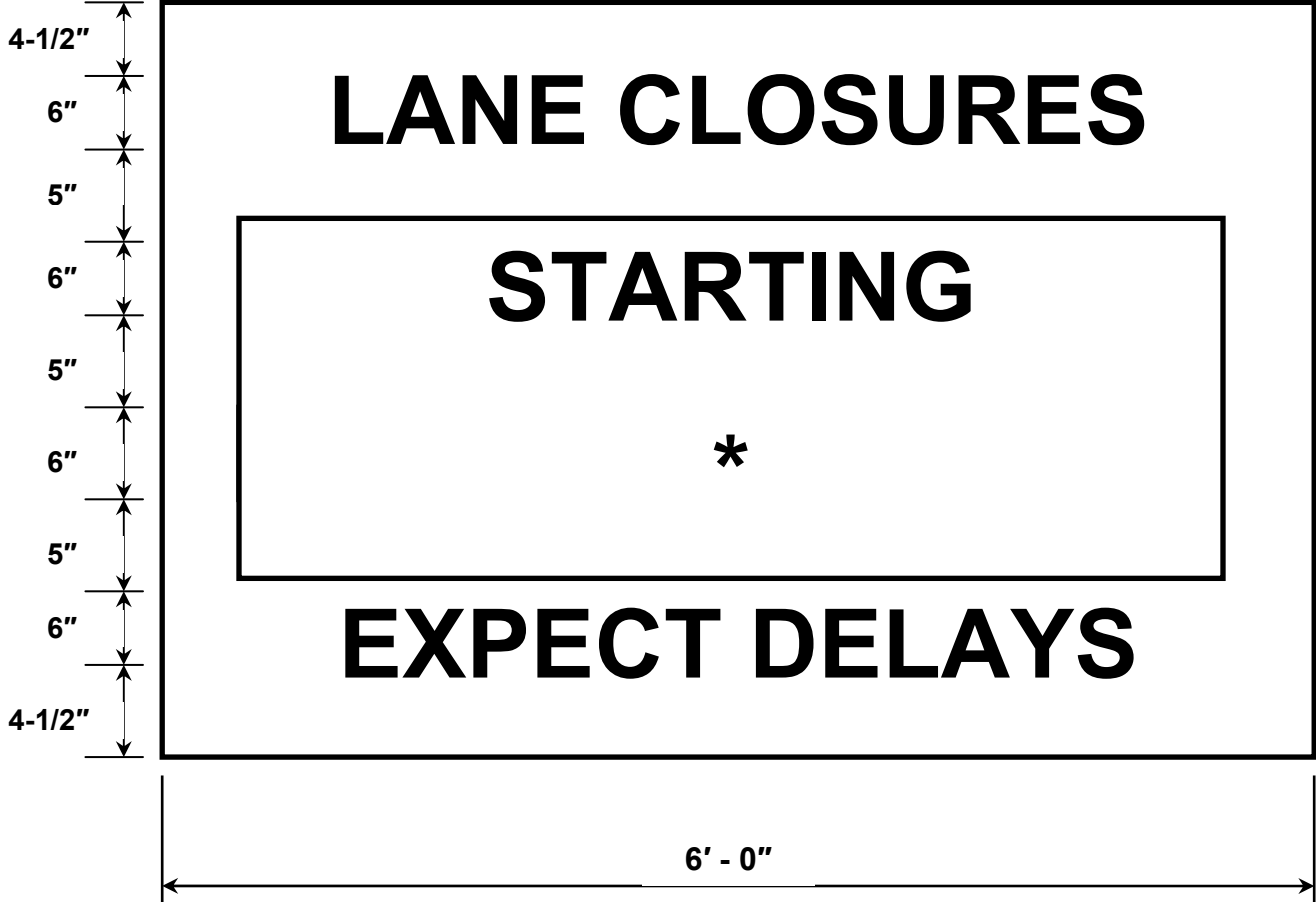 4-1/2″
LANE CLOSURES
6″
5″
STARTING
6″
5″
*
6″
5″
EXPECT DELAYS
6″
4-1/2″
6′ - 0″